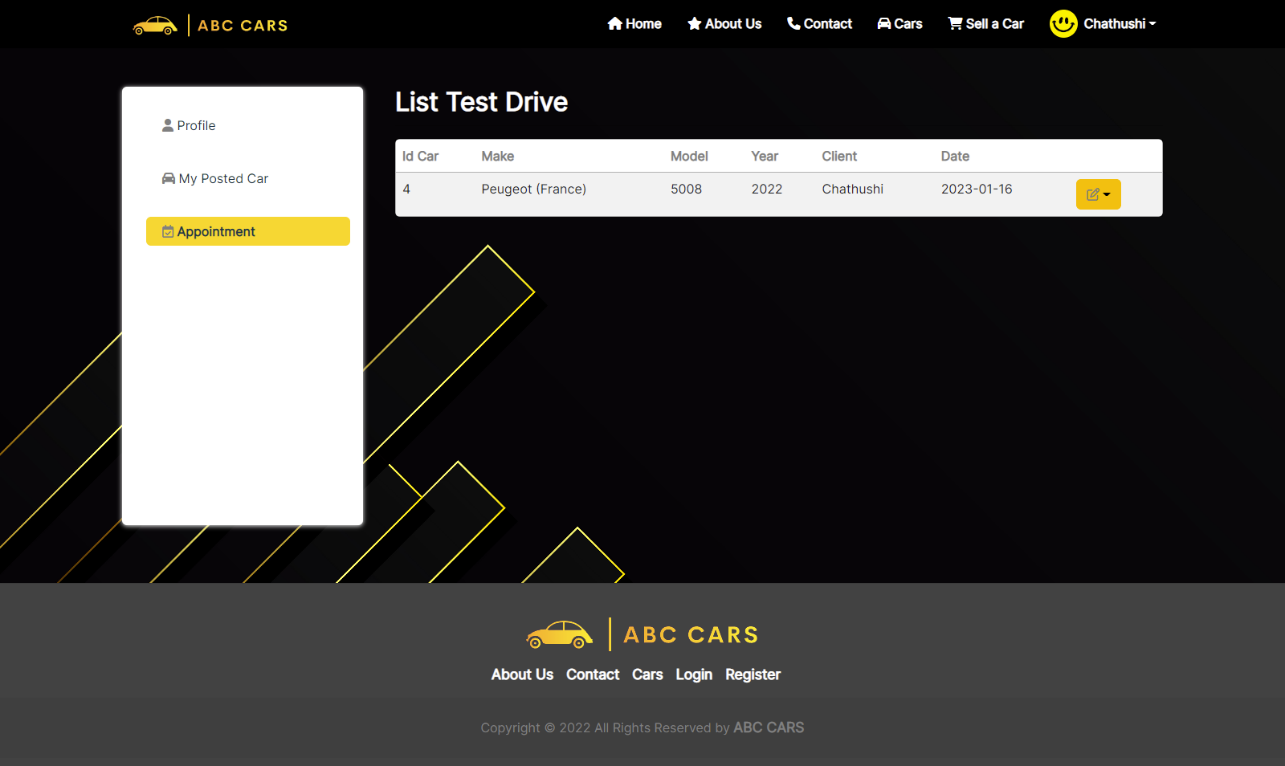 ABC CARS Home About Us Contact Cars Sell a Car Chathushi
Profile
My Posted Car
Appointment
List Test Drive
Id Car Make Model Year Client Date
4 Peugeot (France) 5008 2022 Chathushi 2023-01-16
ABC CARS
About Us Contact Cars Login Register
Copyright © 2022 All Rights Reserved by ABC CARS